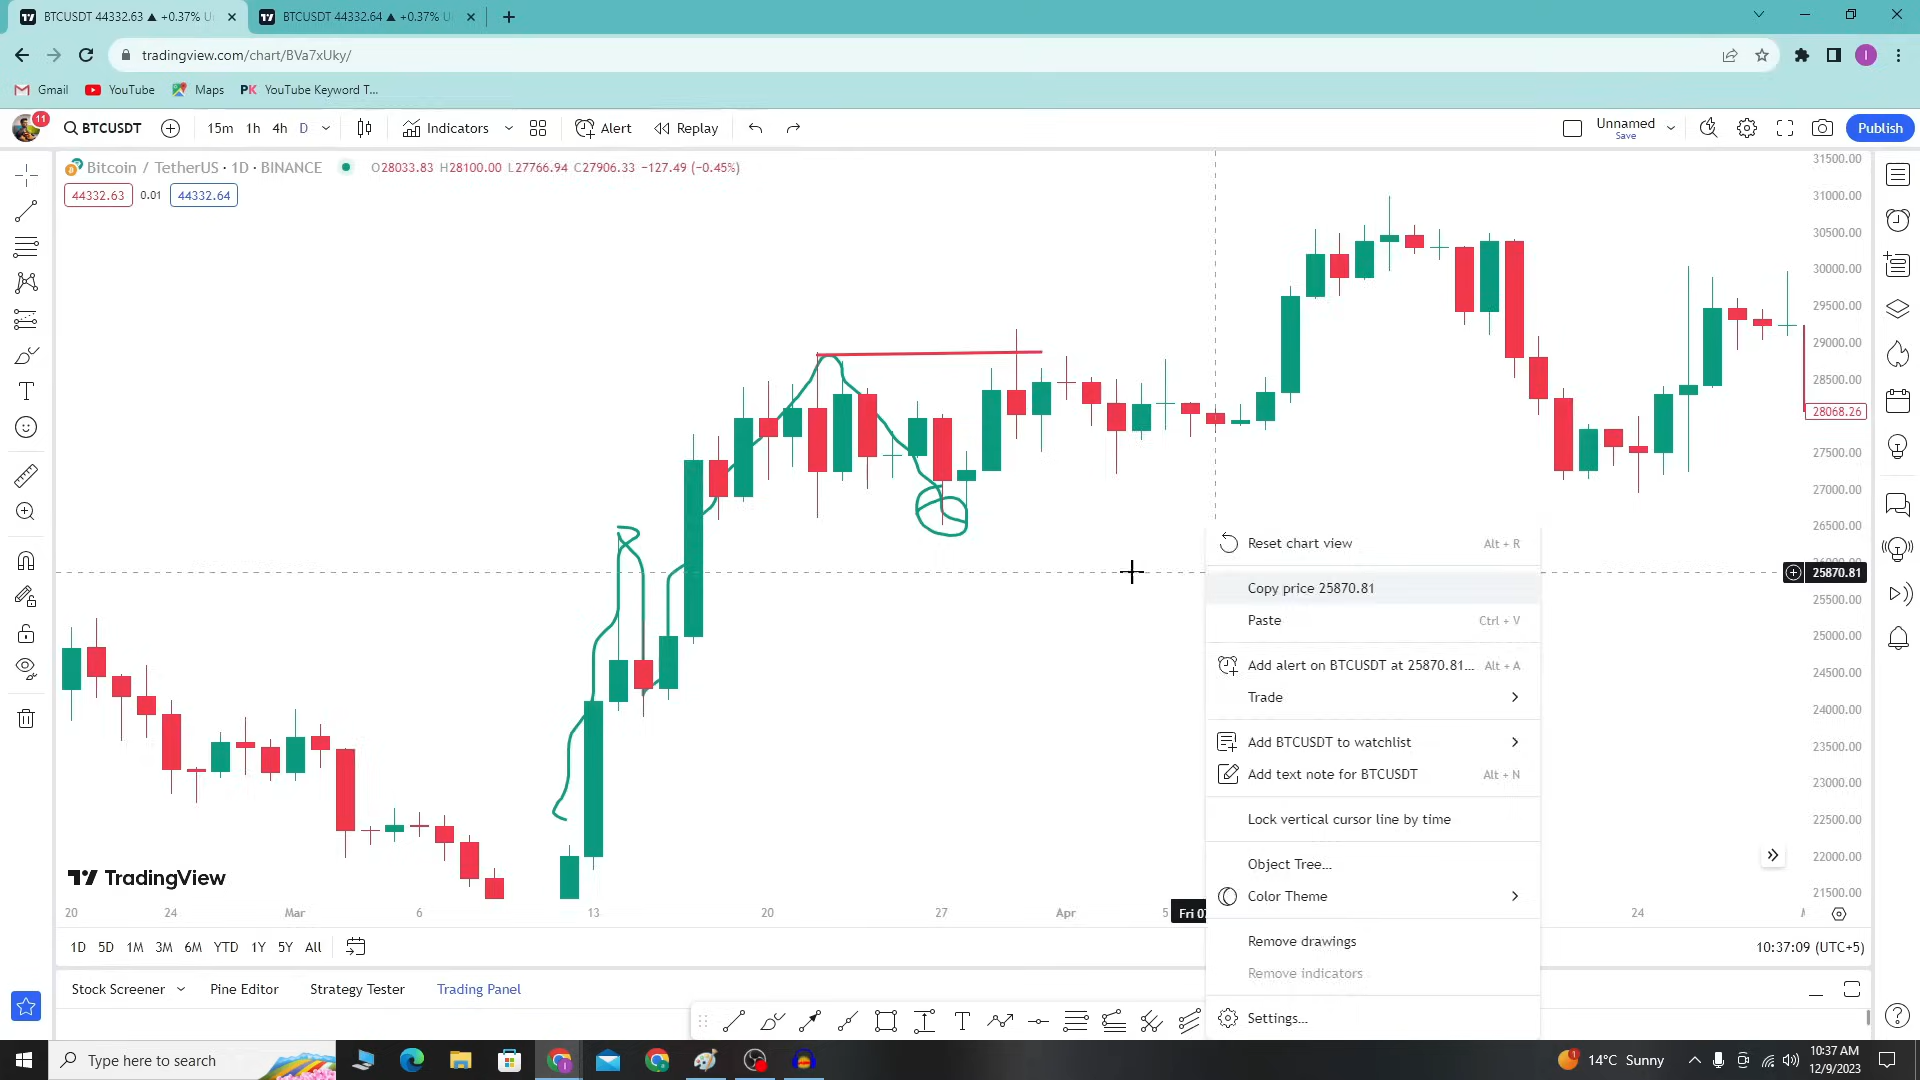 BTCUSDT 44332.63 ▲ +0.37%
BTCUSDT 44332.64 ▲ +0.37%
tradingview.com/chart/BVa7xUky/
Gmail
YouTube
Maps
PK YouTube Keyword T...
11
BTCUSDT
15m 1h 4h D
Indicators
Alert
Replay
Unnamed
Save
Publish
Bitcoin / TetherUS · 1D · BINANCE
O28033.83 H28100.00 L27766.94 C27906.33 −127.49 (−0.45%)
44332.63 0.01 44332.64
31500.00
31000.00
30500.00
30000.00
29500.00
29000.00
28500.00
28068.26
27500.00
27000.00
26500.00
25870.81
25500.00
25000.00
24500.00
24000.00
23500.00
23000.00
22500.00
22000.00
21500.00
Reset chart view Alt + R
Copy price 25870.81
Paste Ctrl + V
Add alert on BTCUSDT at 25870.81... Alt + A
Trade
Add BTCUSDT to watchlist
Add text note for BTCUSDT Alt + N
Lock vertical cursor line by time
Object Tree...
Color Theme
Remove drawings
Remove indicators
Settings...
TradingView
20 24 Mar 6 13 20 27 Apr 5 Fri 07 24
1D 5D 1M 3M 6M YTD 1Y 5Y All
10:37:09 (UTC+5)
Stock Screener
Pine Editor
Strategy Tester
Trading Panel
Type here to search
14°C Sunny
10:37 AM
12/9/2023